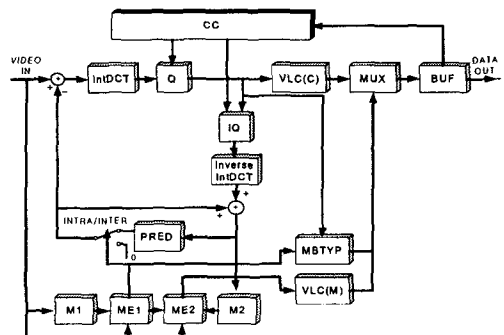 CC
VIDEO
IN
DATA
OUT
+
−
IntDCT
Q
VLC(C)
MUX
BUF
IQ
Inverse
IntDCT
+
+
INTRA/INTER
PRED
0
MBTYP
VLC(M)
M1
ME1
ME2
M2